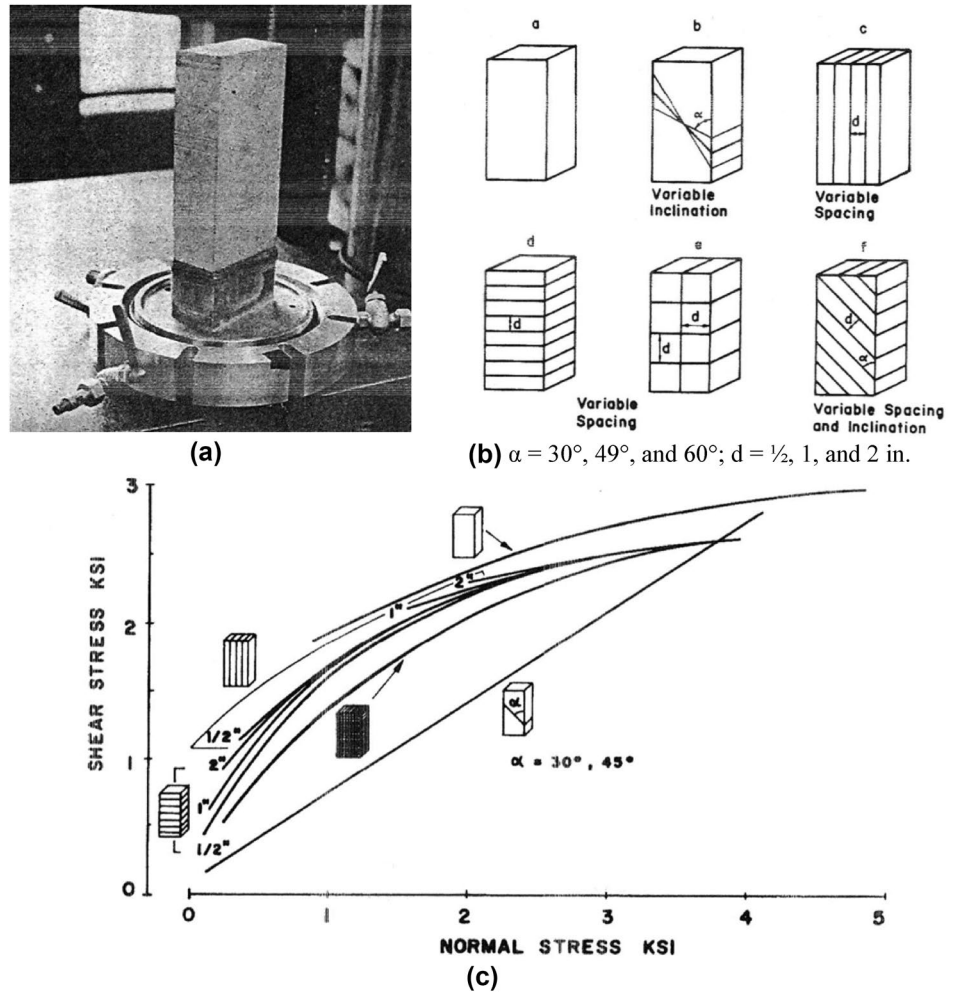 a
b
c
α
d
Variable
Inclination
Variable
Spacing
d
e
f
d
d
d
d
α
Variable
Spacing
Variable Spacing
and Inclination
(a)
(b) α = 30°, 49°, and 60°; d = ½, 1, and 2 in.
3
2
1
0
SHEAR STRESS KSI
2"
1"
1/2"
2"
1"
1/2"
α
α = 30°, 45°
0
1
2
3
4
5
NORMAL STRESS KSI
(c)